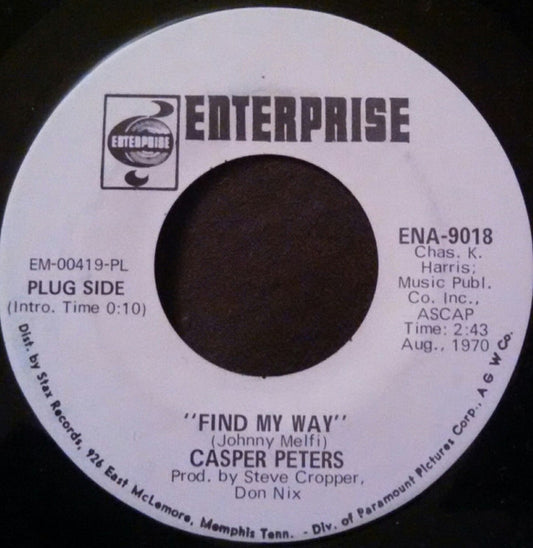 ENTERPRISE
ENTERPRISE
EM-00419-PL
PLUG SIDE
(Intro. Time 0:10)
ENA-9018
Chas. K.
Harris;
Music Publ.
Co. Inc.,
ASCAP
Time: 2:43
Aug., 1970
"FIND MY WAY"
(Johnny Melfi)
CASPER PETERS
Prod. by Steve Cropper,
Don Nix
Dist. by Stax Records, 926 East McLemore, Memphis Tenn. - Div. of Paramount Pictures Corp., A G W Co.